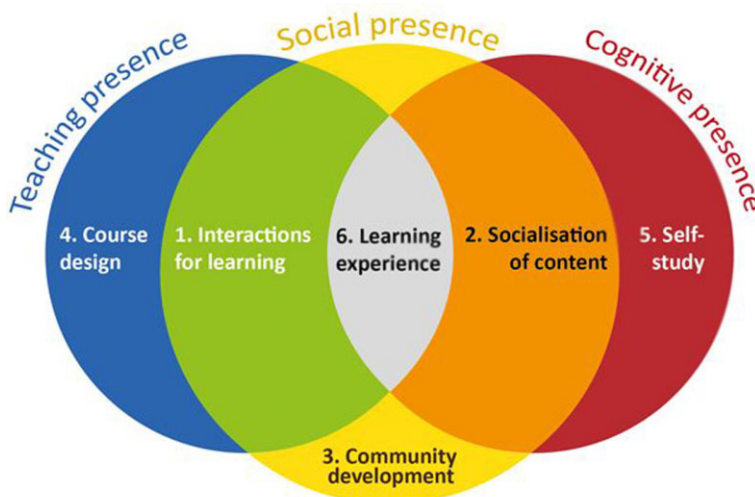 Teaching presence
Social presence
Cognitive presence
4. Course
design
1. Interactions
for learning
6. Learning
experience
2. Socialisation
of content
5. Self-
study
3. Community
development